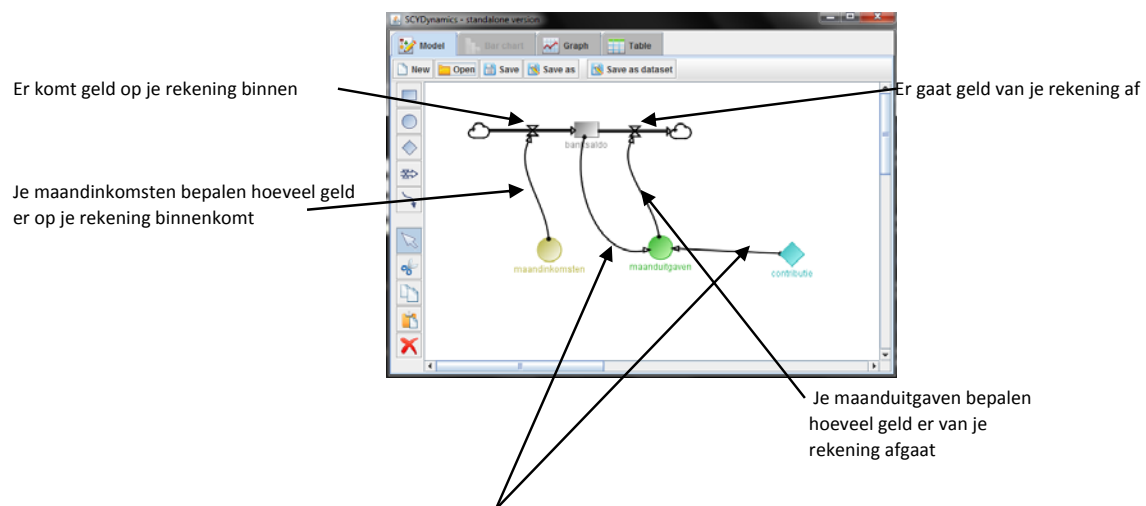 SCYDynamics - standalone version
Model Bar chart Graph Table
New Open Save Save as Save as dataset
Er komt geld op je rekening binnen
Er gaat geld van je rekening af
banksaldo
Je maandinkomsten bepalen hoeveel geld
er op je rekening binnenkomt
maandinkomsten
maanduitgaven
contributie
Je maanduitgaven bepalen
hoeveel geld er van je
rekening afgaat